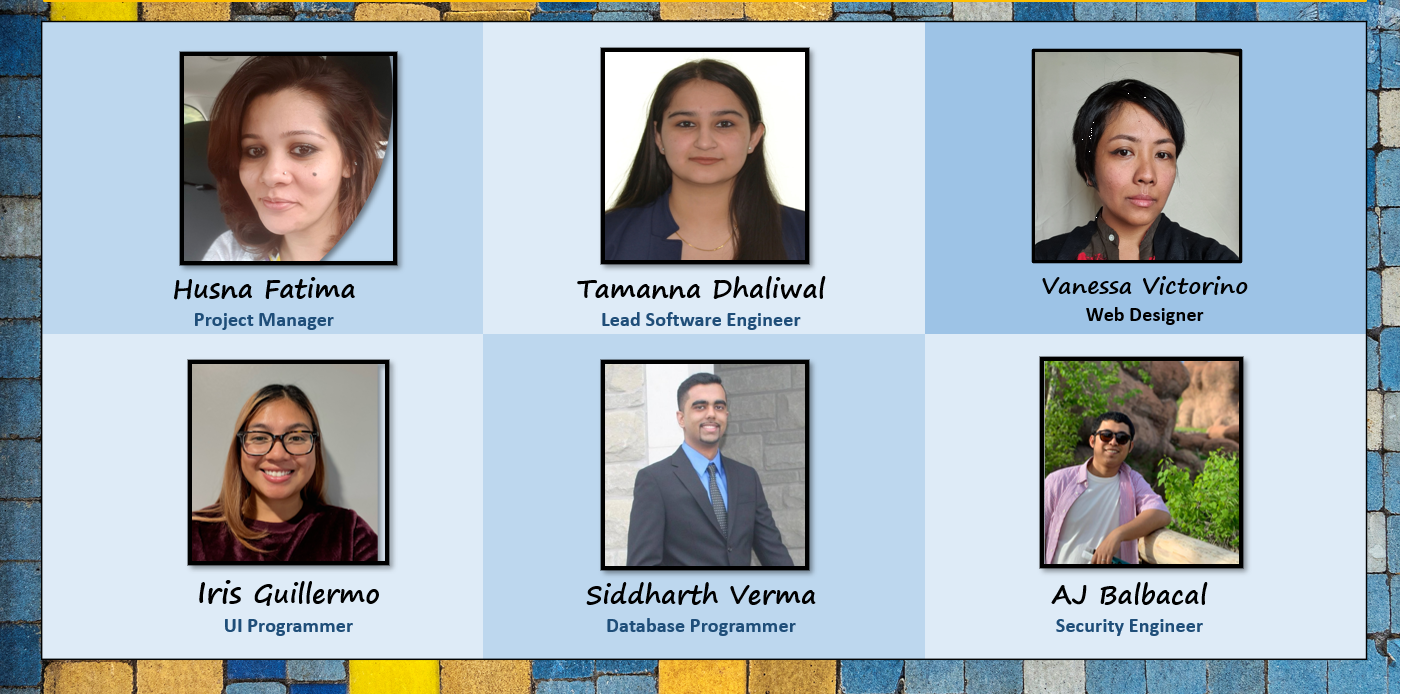 Husna Fatima
Project Manager
Tamanna Dhaliwal
Lead Software Engineer
Vanessa Victorino
Web Designer
Iris Guillermo
UI Programmer
Siddharth Verma
Database Programmer
AJ Balbacal
Security Engineer